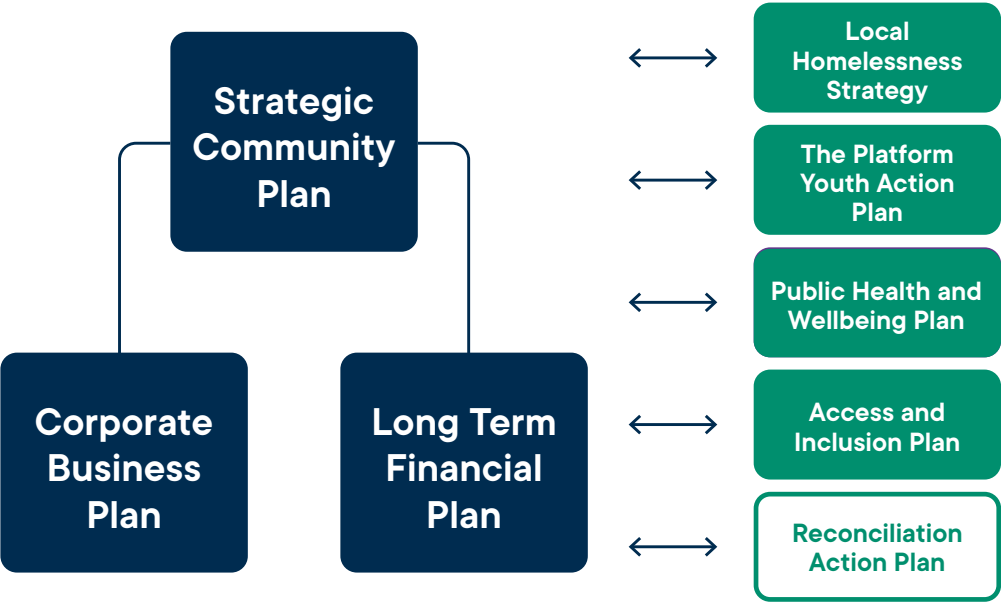 Strategic
Community
Plan
Corporate
Business
Plan
Long Term
Financial
Plan
Local
Homelessness
Strategy
The Platform
Youth Action
Plan
Public Health and
Wellbeing Plan
Access and
Inclusion Plan
Reconciliation
Action Plan